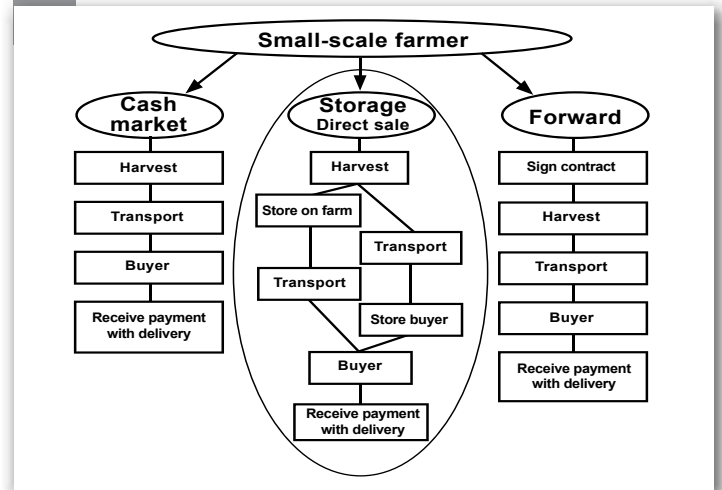 Small-scale farmer
Cash
market
Harvest
Transport
Buyer
Receive payment
with delivery
Storage
Direct sale
Harvest
Store on farm
Transport
Transport
Store buyer
Buyer
Receive payment
with delivery
Forward
Sign contract
Harvest
Transport
Buyer
Receive payment
with delivery